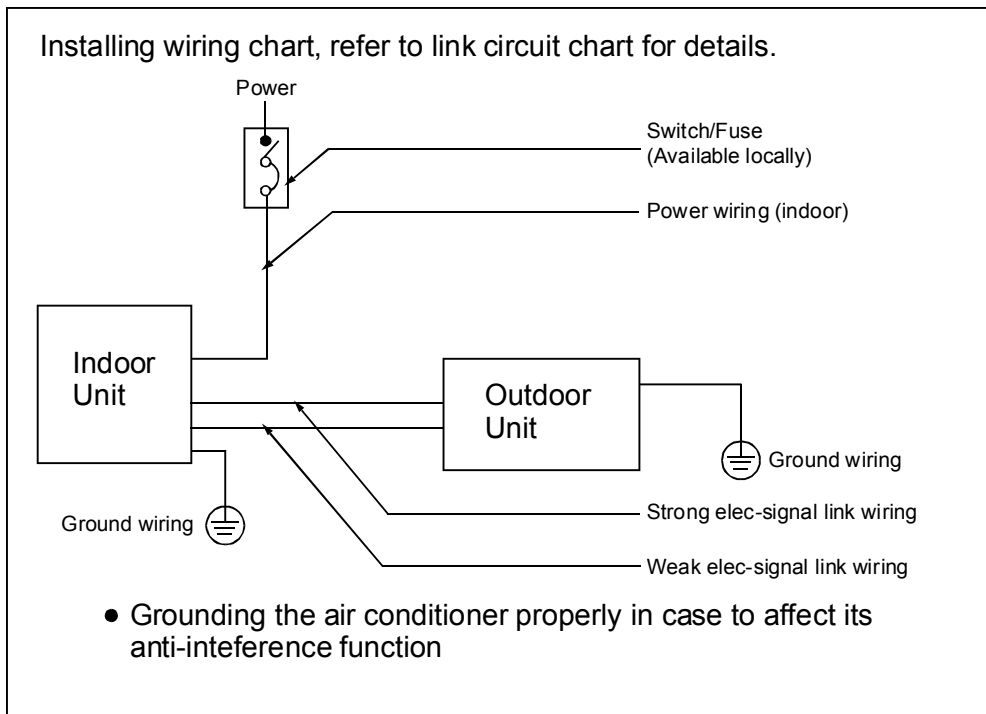 Installing wiring chart, refer to link circuit chart for details.
Power
Switch/Fuse
(Available locally)
Power wiring (indoor)
Indoor
Unit
Outdoor
Unit
Ground wiring
Ground wiring
Strong elec-signal link wiring
Weak elec-signal link wiring
● Grounding the air conditioner properly in case to affect its
anti-inteference function